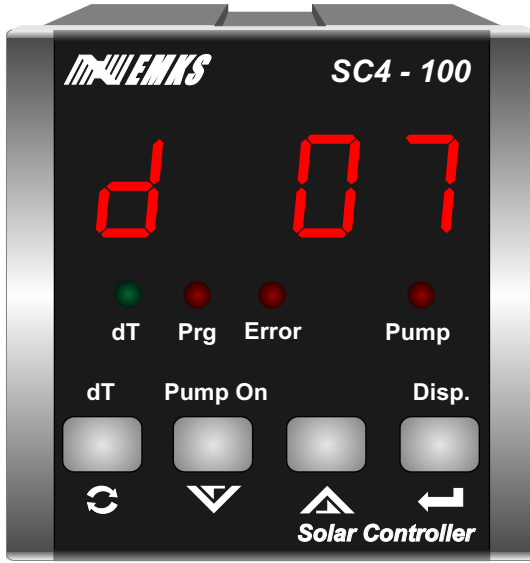 EMKS SC4 - 100
d 07
dT Prg Error Pump
dT Pump On Disp.
Solar Controller